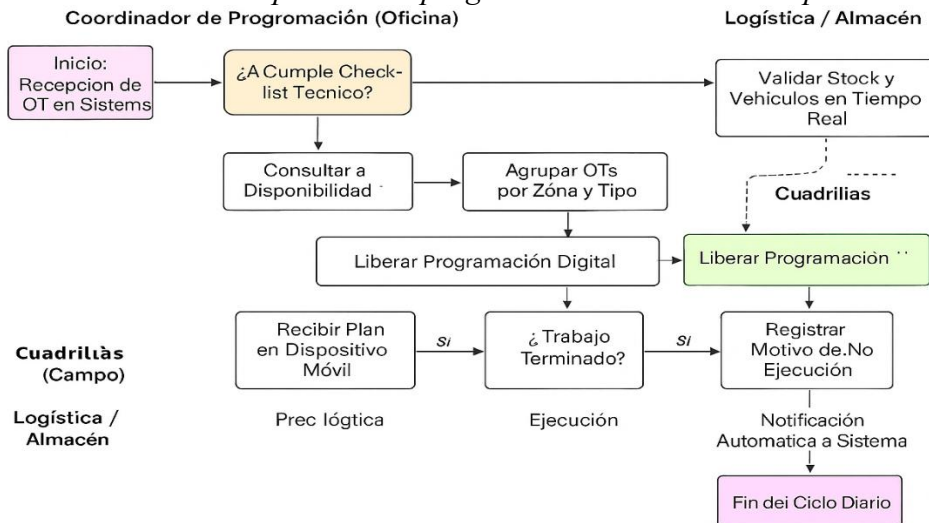 Coordinador de Progromación (Oficina)
Logística / Almacén
Inicio:
Recepcion de
OT en Sistems
¿A Cumple Check-
list Tecnico?
Validar Stock y
Vehiculos en Tiempo
Real
Consultar a
Disponibilidad
Agrupar OTs
por Zóna y Tipo
Cuadrilias
Liberar Programación Digital
Liberar Programación
Cuadrillàs
(Campo)
Recibir Plan
en Dispositivo
Móvil
Si
¿Trabajo
Terminado?
Si
Registrar
Motivo de.No
Ejecución
Logística /
Almacén
Prec lógtica
Ejecución
Notificación
Automatica a Sistema
Fin dei Ciclo Diario